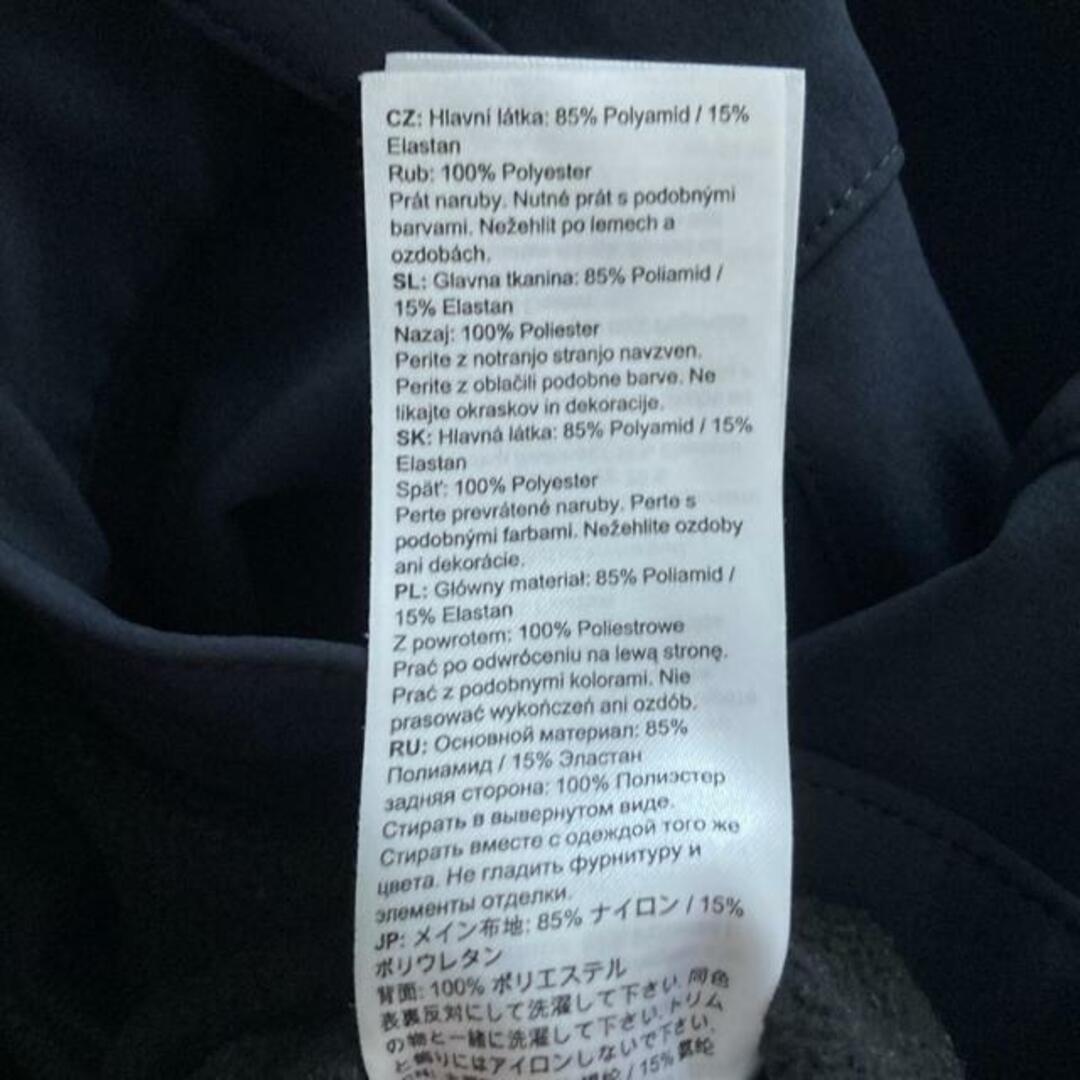 CZ: Hlavní látka: 85% Polyamid / 15%
Elastan
Rub: 100% Polyester
Prát naruby. Nutné prát s podobnými
barvami. Nežehlit po lemech a
ozdobách.
SL: Glavna tkanina: 85% Poliamid /
15% Elastan
Nazaj: 100% Poliester
Perite z notranjo stranjo navzven.
Perite z oblačili podobne barve. Ne
likajte okraskov in dekoracije.
SK: Hlavná látka: 85% Polyamid / 15%
Elastan
Späť: 100% Polyester
Perte prevrátené naruby. Perte s
podobnými farbami. Nežehlite ozdoby
ani dekorácie.
PL: Główny materiał: 85% Poliamid /
15% Elastan
Z powrotem: 100% Poliestrowe
Prać po odwróceniu na lewą stronę.
Prać z podobnymi kolorami. Nie
prasować wykończeń ani ozdób.
RU: Основной материал: 85%
Полиамид / 15% Эластан
задняя сторона: 100% Полиэстер
Стирать в вывернутом виде.
Стирать вместе с одеждой того же
цвета. Не гладить фурнитуру и
элементы отделки.
JP: メイン布地: 85% ナイロン / 15%
ポリウレタン
背面: 100% ポリエステル
表裏反対にして洗濯して下さい. 同色
の物と一緒に洗濯して下さい. トリム
と飾りにはアイロンしないで下さい.
/ 15% 氨纶